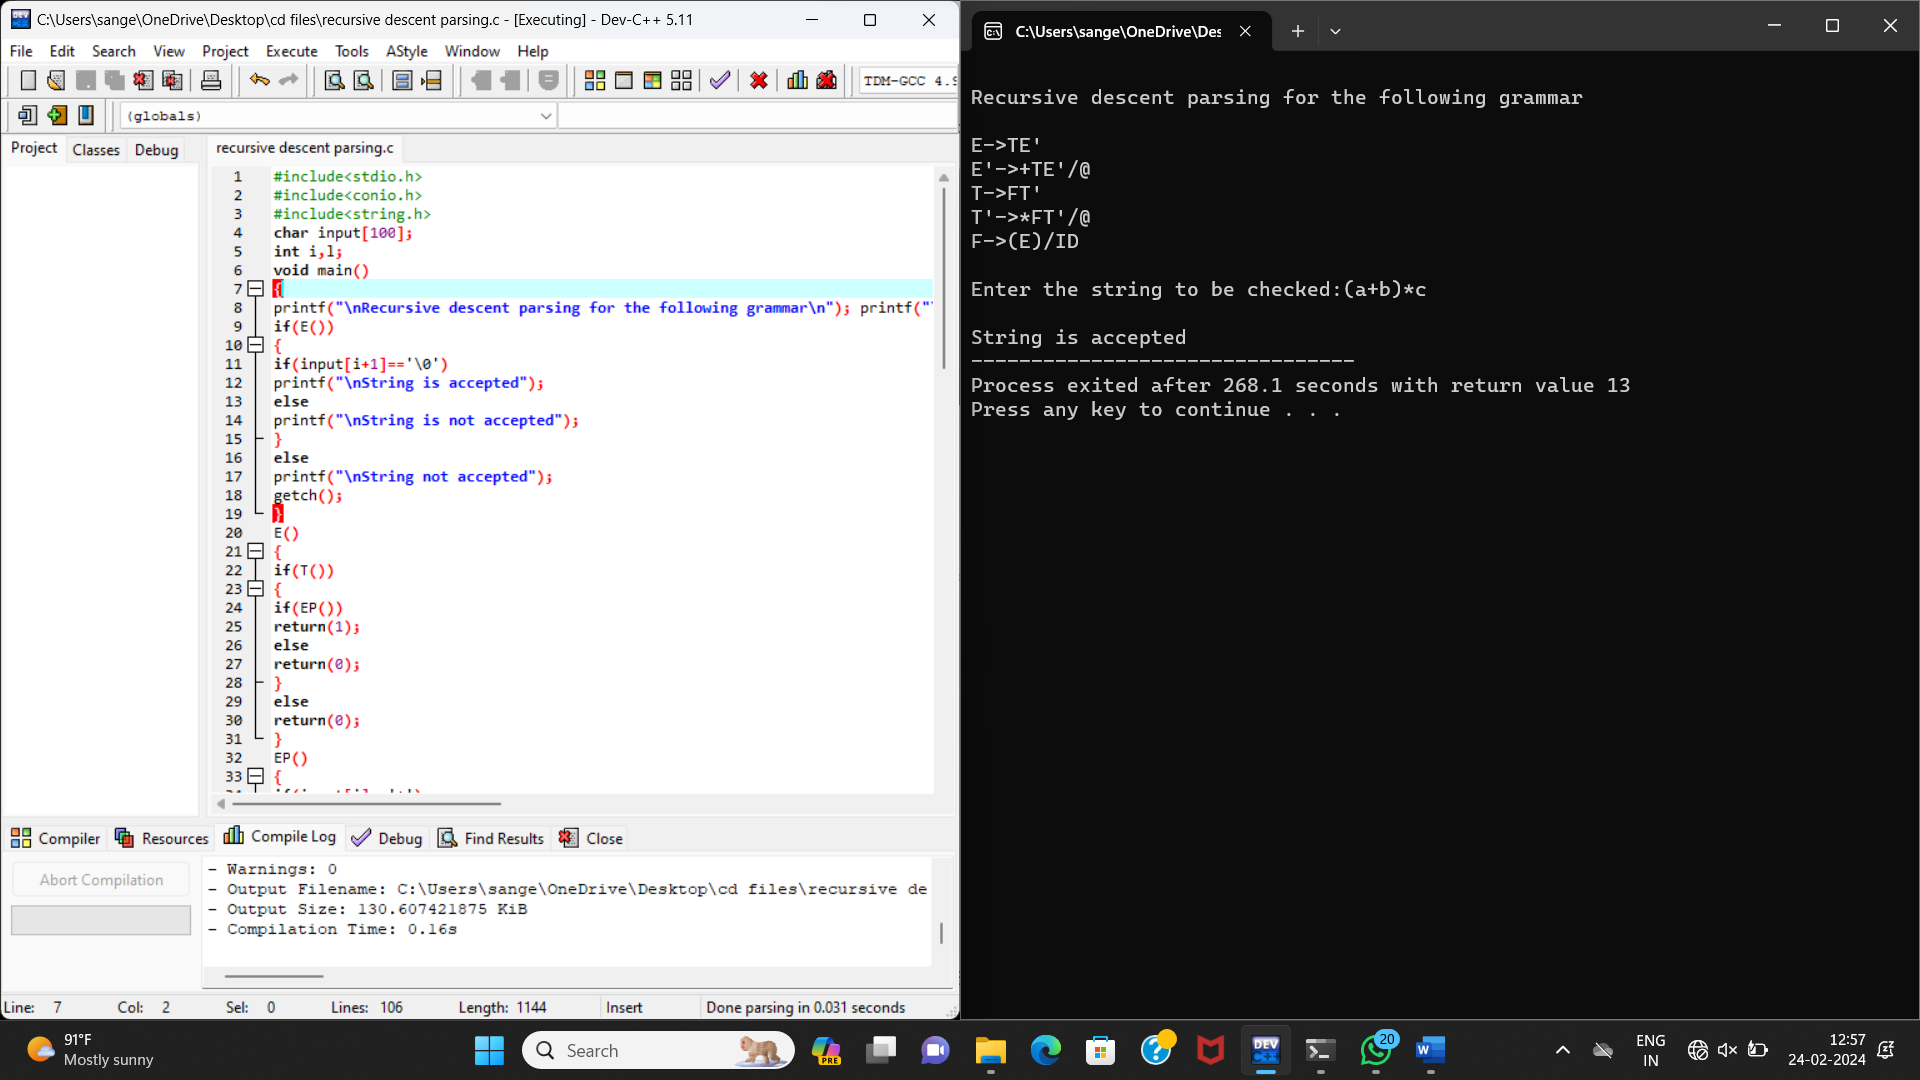 C:\Users\sange\OneDrive\Desktop\cd files\recursive descent parsing.c - [Executing] - Dev-C++ 5.11
File Edit Search View Project Execute Tools AStyle Window Help
TDM-GCC 4.9
(globals)
Project Classes Debug
recursive descent parsing.c
1 #include<stdio.h>
2 #include<conio.h>
3 #include<string.h>
4 char input[100];
5 int i,l;
6 void main()
7 {
8 printf("\nRecursive descent parsing for the following grammar\n"); printf("\
9 if(E())
10 {
11 if(input[i+1]=='\0')
12 printf("\nString is accepted");
13 else
14 printf("\nString is not accepted");
15 }
16 else
17 printf("\nString not accepted");
18 getch();
19 }
20 E()
21 {
22 if(T())
23 {
24 if(EP())
25 return(1);
26 else
27 return(0);
28 }
29 else
30 return(0);
31 }
32 EP()
33 {
Compiler Resources Compile Log Debug Find Results Close
Abort Compilation
- Warnings: 0
- Output Filename: C:\Users\sange\OneDrive\Desktop\cd files\recursive de
- Output Size: 130.607421875 KiB
- Compilation Time: 0.16s
Line: 7 Col: 2 Sel: 0 Lines: 106 Length: 1144 Insert Done parsing in 0.031 seconds
C:\Users\sange\OneDrive\Des
Recursive descent parsing for the following grammar
E->TE'
E'->+TE'/@
T->FT'
T'->*FT'/@
F->(E)/ID
Enter the string to be checked:(a+b)*c
String is accepted
--------------------------------
Process exited after 268.1 seconds with return value 13
Press any key to continue . . .
91°F
Mostly sunny
Search
PRE
DEV
C++
20
W
ENG
IN
12:57
24-02-2024